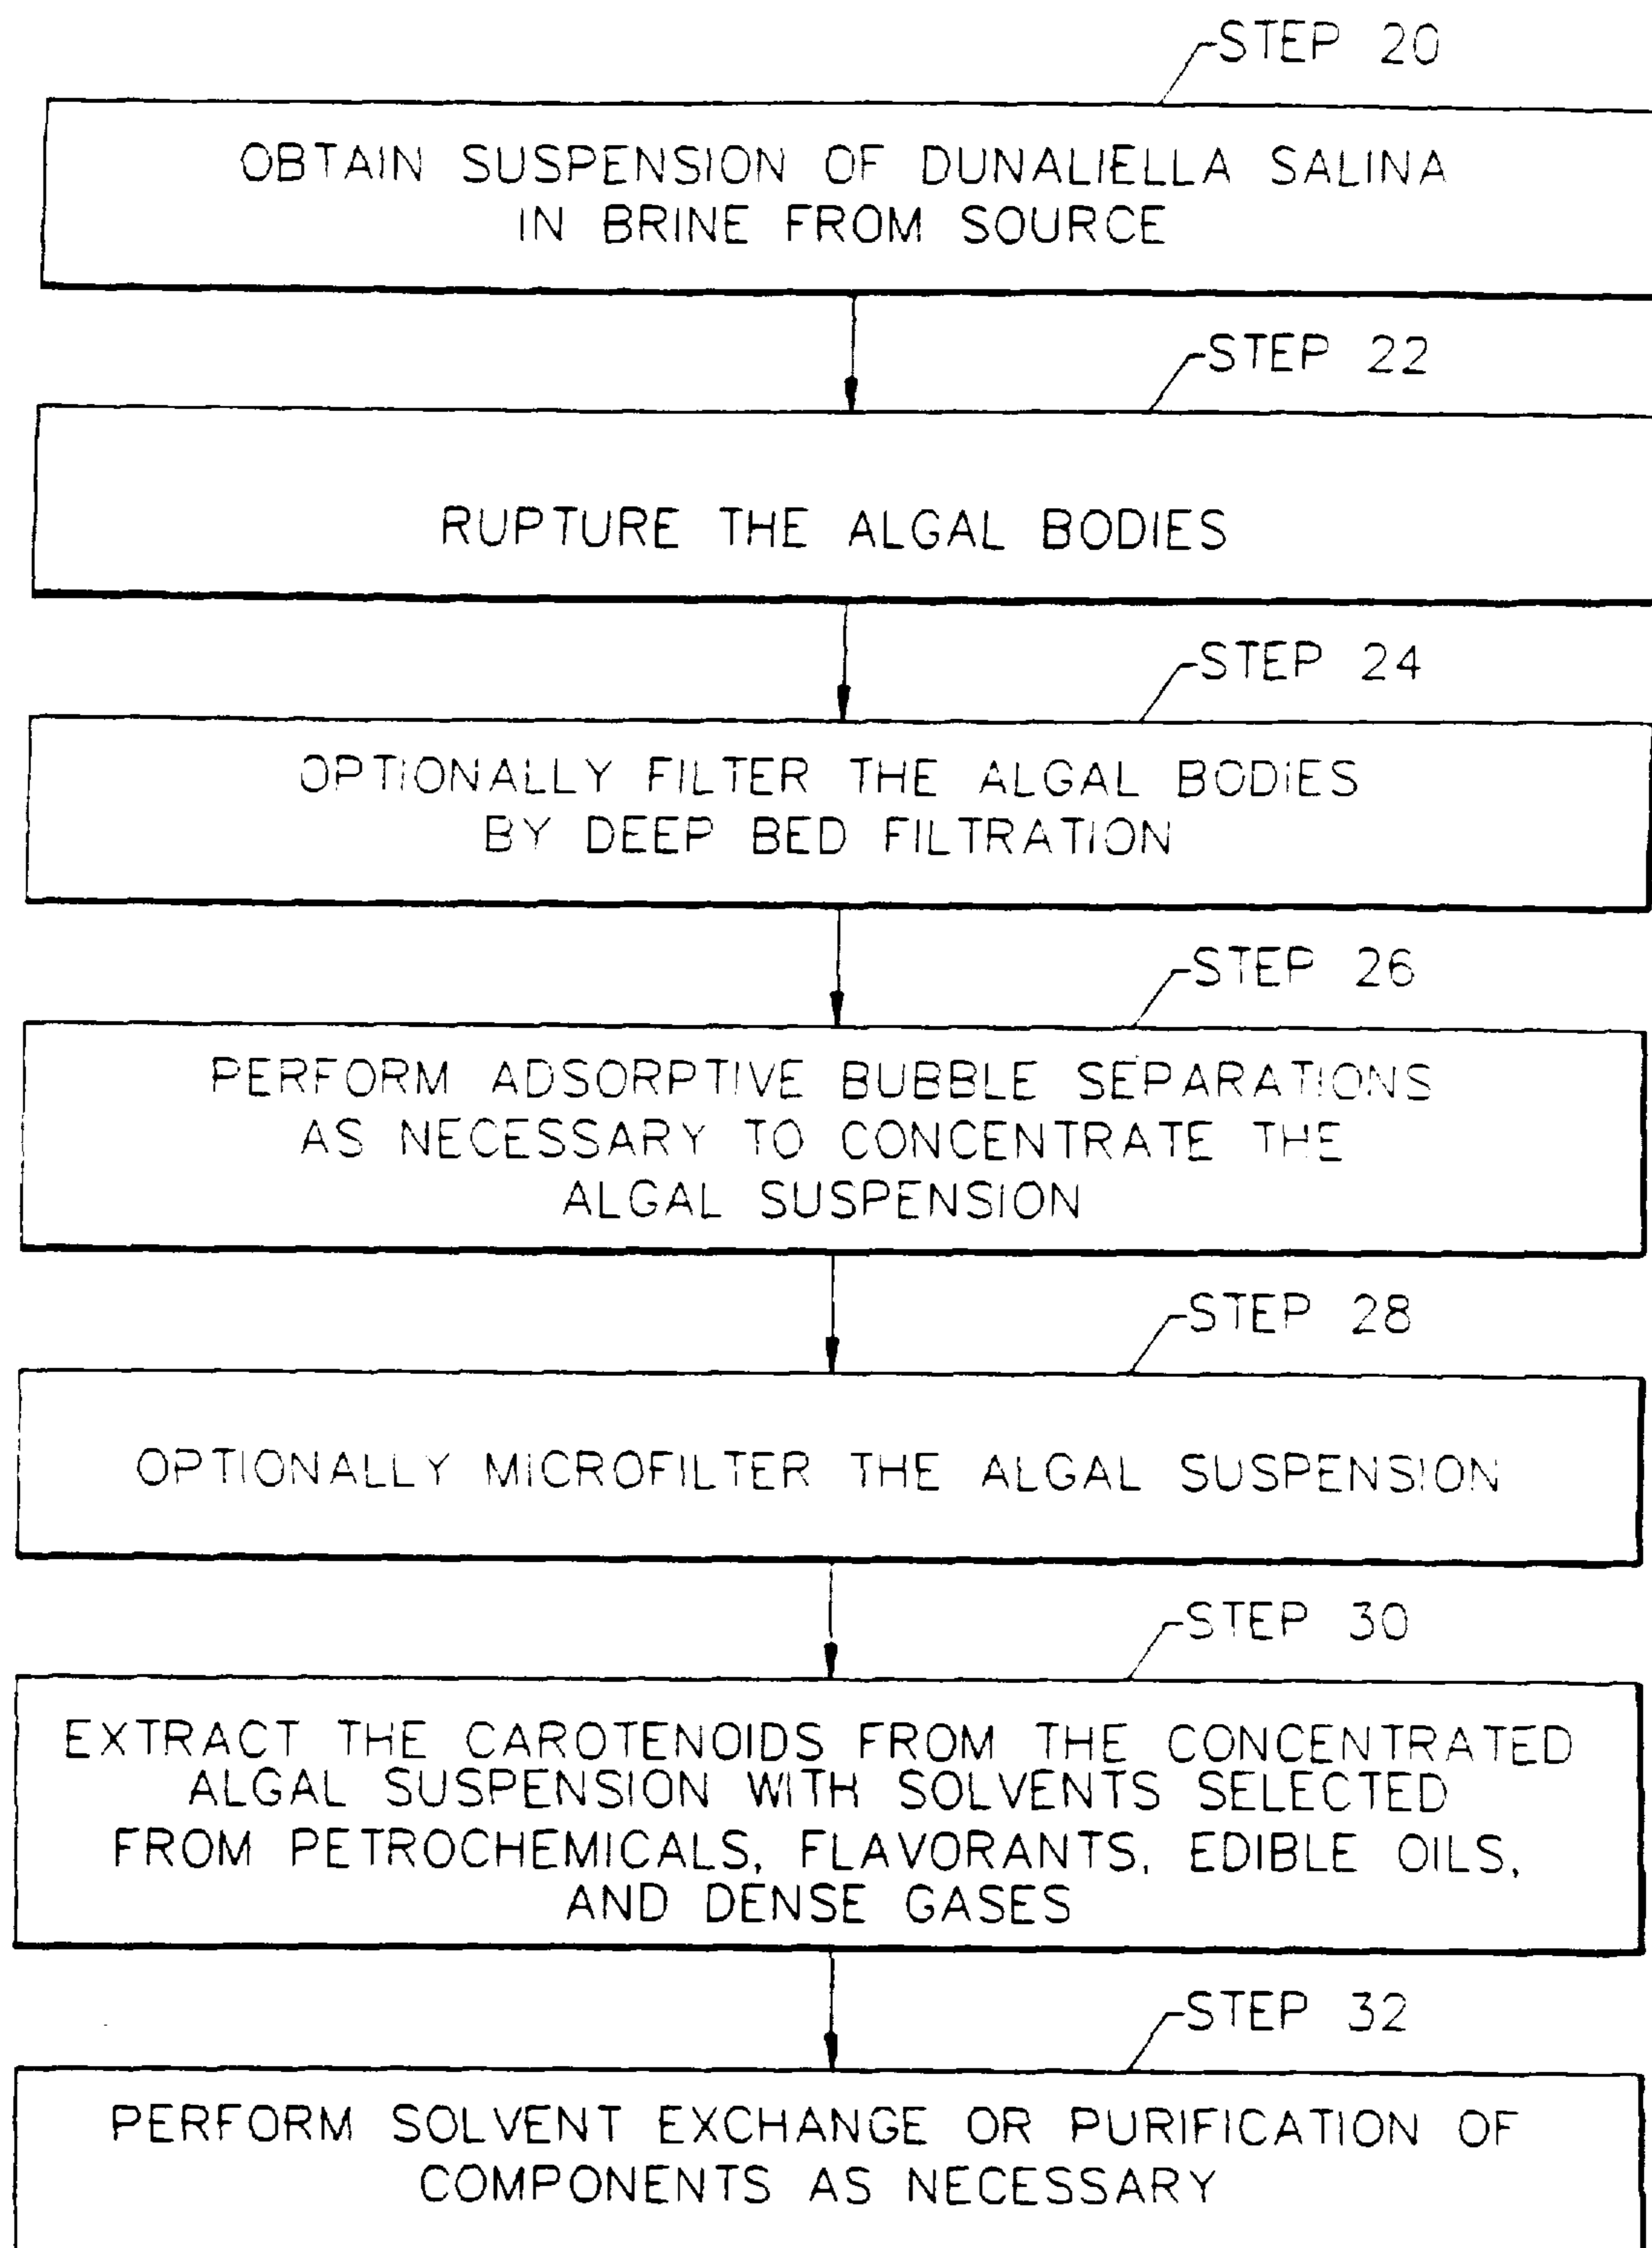 STEP 20
OBTAIN SUSPENSION OF DUNALIELLA SALINA
IN BRINE FROM SOURCE
STEP 22
RUPTURE THE ALGAL BODIES
STEP 24
OPTIONALLY FILTER THE ALGAL BODIES
BY DEEP BED FILTRATION
STEP 26
PERFORM ADSORPTIVE BUBBLE SEPARATIONS
AS NECESSARY TO CONCENTRATE THE
ALGAL SUSPENSION
STEP 28
OPTIONALLY MICROFILTER THE ALGAL SUSPENSION
STEP 30
EXTRACT THE CAROTENOIDS FROM THE CONCENTRATED
ALGAL SUSPENSION WITH SOLVENTS SELECTED
FROM PETROCHEMICALS, FLAVORANTS, EDIBLE OILS,
AND DENSE GASES
STEP 32
PERFORM SOLVENT EXCHANGE OR PURIFICATION OF
COMPONENTS AS NECESSARY